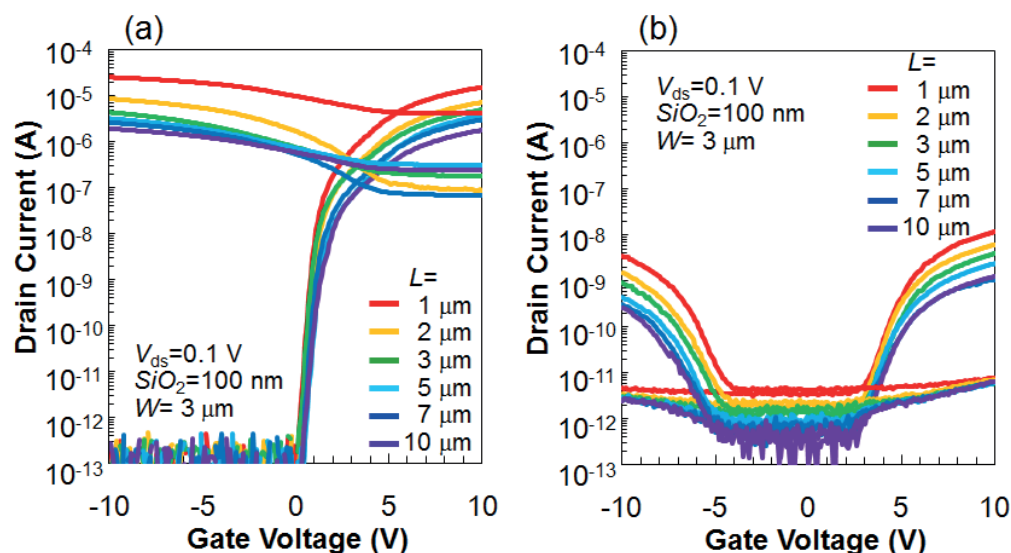 (a)
10⁻⁴
10⁻⁵
10⁻⁶
10⁻⁷
10⁻⁸
10⁻⁹
10⁻¹⁰
10⁻¹¹
10⁻¹²
10⁻¹³
Drain Current (A)
V_ds=0.1 V
SiO₂=100 nm
W= 3 μm
L=
1 μm
2 μm
3 μm
5 μm
7 μm
10 μm
-10 -5 0 5 10
Gate Voltage (V)
(b)
10⁻⁴
10⁻⁵
10⁻⁶
10⁻⁷
10⁻⁸
10⁻⁹
10⁻¹⁰
10⁻¹¹
10⁻¹²
10⁻¹³
Drain Current (A)
V_ds=0.1 V
SiO₂=100 nm
W= 3 μm
L=
1 μm
2 μm
3 μm
5 μm
7 μm
10 μm
-10 -5 0 5 10
Gate Voltage (V)